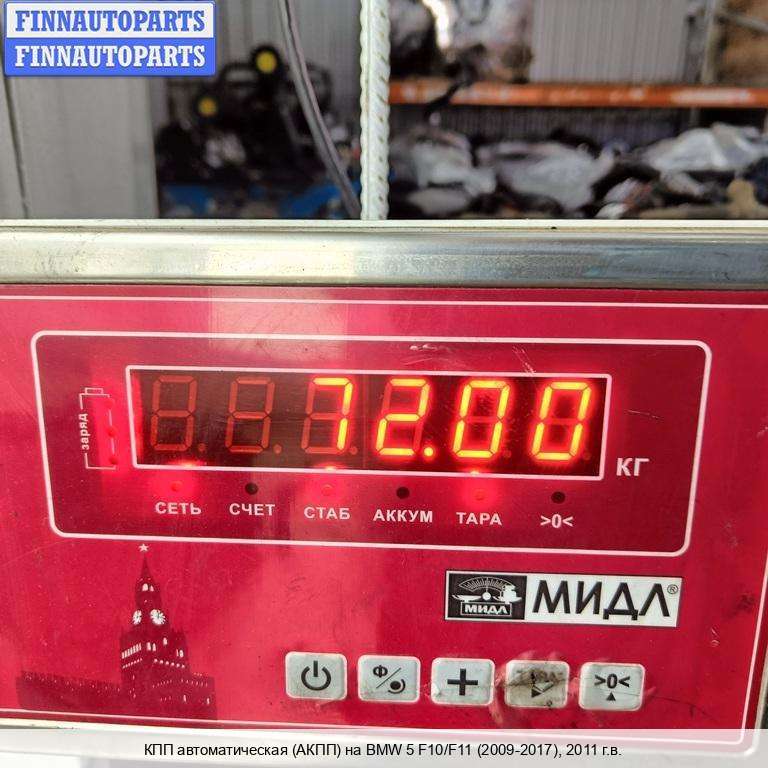 FINNAUTOPARTS
FINNAUTOPARTS
заряд
72.00
КГ
СЕТЬ СЧЕТ СТАБ АККУМ ТАРА >0<
МИДЛ МИДЛ®
Ф/ + >0<
КПП автоматическая (АКПП) на BMW 5 F10/F11 (2009-2017), 2011 г.в.